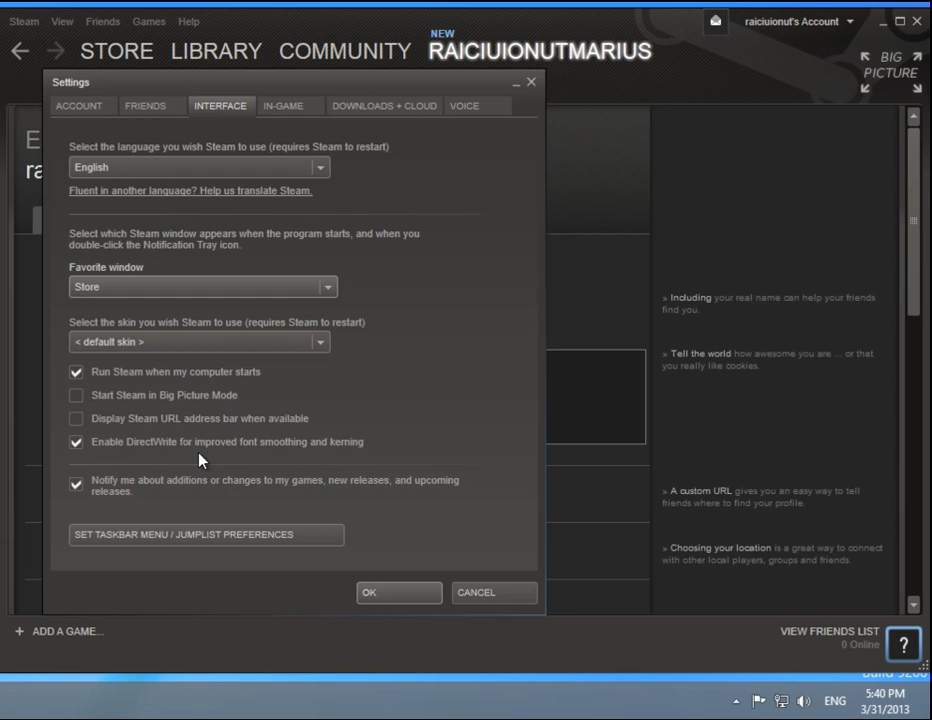 Steam View Friends Games Help
raiciuionut's Account
NEW
STORE LIBRARY COMMUNITY RAICIUIONUTMARIUS
BIG
PICTURE
Settings
ACCOUNT FRIENDS INTERFACE IN-GAME DOWNLOADS + CLOUD VOICE
E
ra
Select the language you wish Steam to use (requires Steam to restart)
English
Fluent in another language? Help us translate Steam.
Select which Steam window appears when the program starts, and when you
double-click the Notification Tray icon.
Favorite window
Store
Select the skin you wish Steam to use (requires Steam to restart)
< default skin >
Run Steam when my computer starts
Start Steam in Big Picture Mode
Display Steam URL address bar when available
Enable DirectWrite for improved font smoothing and kerning
Notify me about additions or changes to my games, new releases, and upcoming
releases.
SET TASKBAR MENU / JUMPLIST PREFERENCES
OK CANCEL
» Including your real name can help your friends
find you.
» Tell the world how awesome you are ... or that
you really like cookies.
» A custom URL gives you an easy way to tell
friends where to find your profile.
» Choosing your location is a great way to connect
with other local players, groups and friends.
+ ADD A GAME...
VIEW FRIENDS LIST
0 Online
?
ENG
5:40 PM
3/31/2013